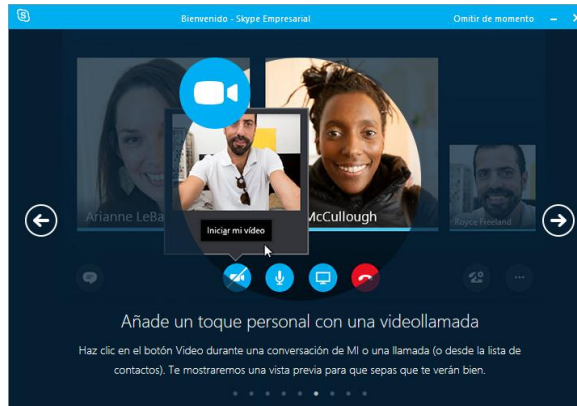 Bienvenido - Skype Empresarial
Omitir de momento
Arianne LeBa
McCullough
Royce Freeland
Iniciar mi vídeo
Añade un toque personal con una videollamada
Haz clic en el botón Video durante una conversación de MI o una llamada (o desde la lista de
contactos). Te mostraremos una vista previa para que sepas que te verán bien.